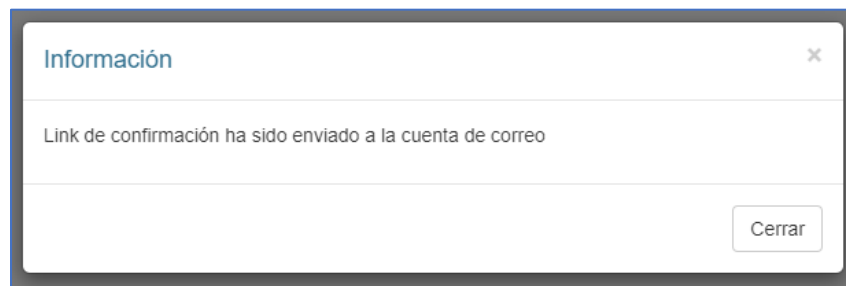 Información
×
Link de confirmación ha sido enviado a la cuenta de correo
Cerrar